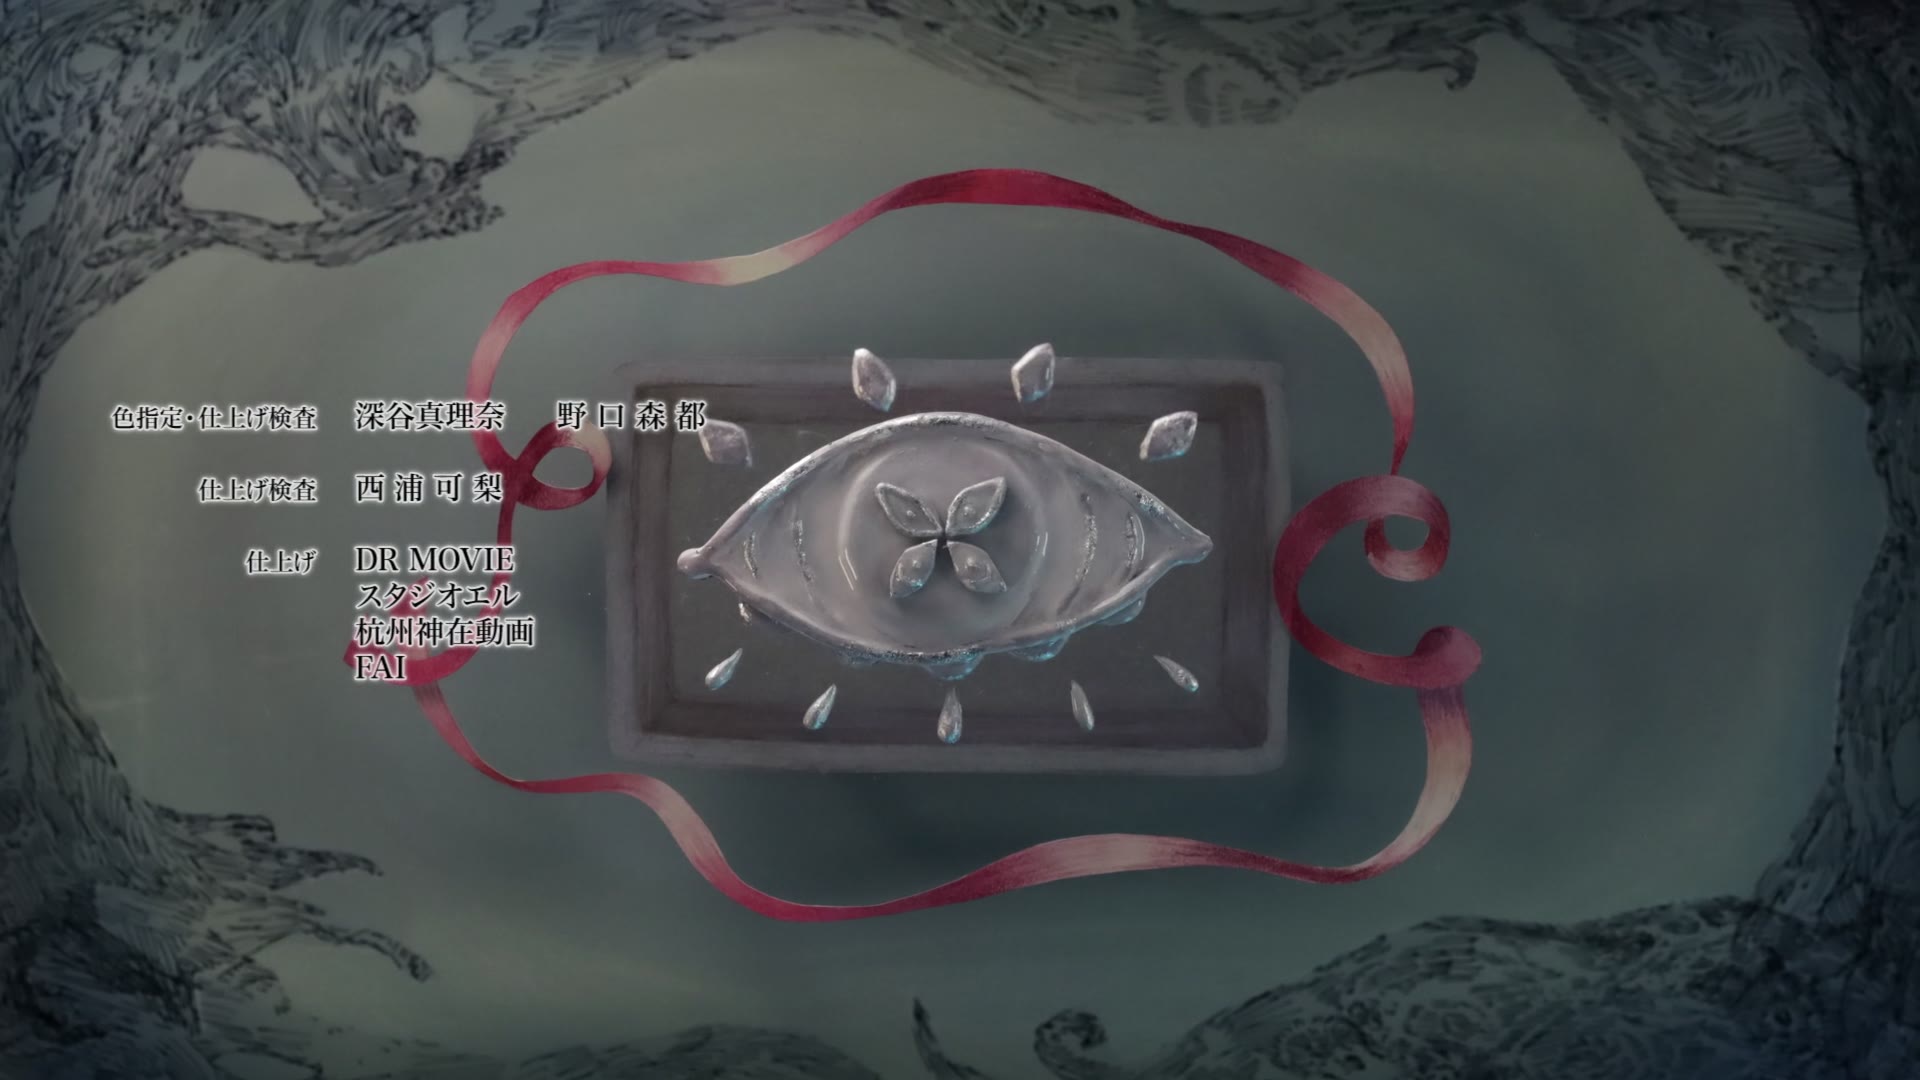 色指定・仕上げ検査 深谷真理奈 野口森都
仕上げ検査 西浦可梨
仕上げ DR MOVIE
スタジオエル
杭州神在動画
FAI